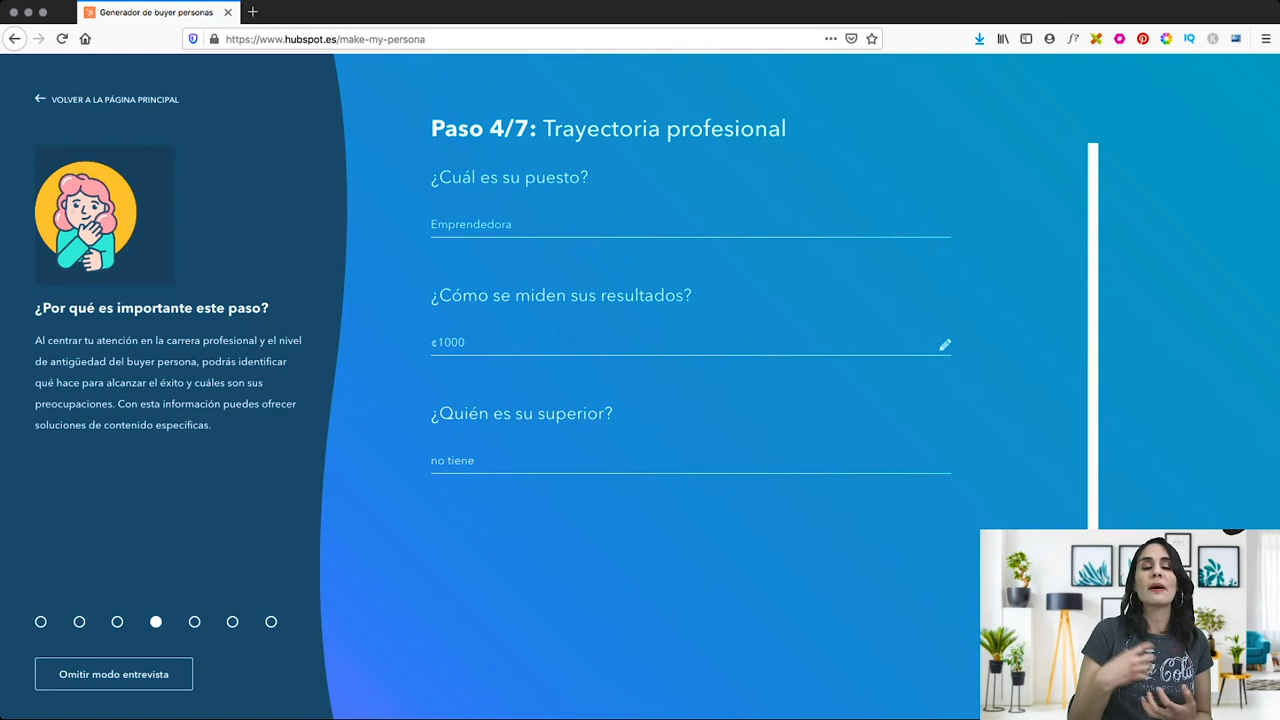 Generador de buyer personas
https://www.hubspot.es/make-my-persona
VOLVER A LA PÁGINA PRINCIPAL
¿Por qué es importante este paso?
Al centrar tu atención en la carrera profesional y el nivel
de antigüedad del buyer persona, podrás identificar
qué hace para alcanzar el éxito y cuáles son sus
preocupaciones. Con esta información puedes ofrecer
soluciones de contenido específicas.
Omitir modo entrevista
Paso 4/7: Trayectoria profesional
¿Cuál es su puesto?
Emprendedora
¿Cómo se miden sus resultados?
¢1000
¿Quién es su superior?
no tiene